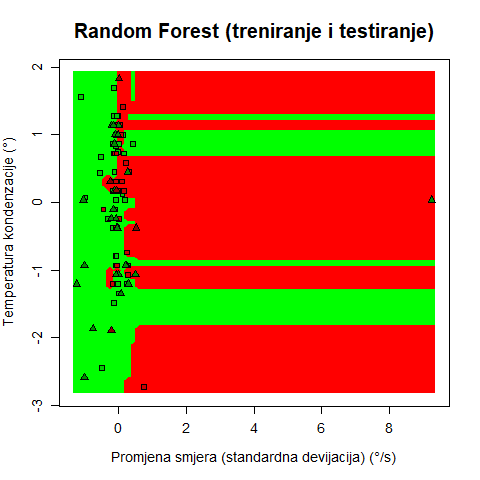 Random Forest (treniranje i testiranje)
Temperatura kondenzacije (°)
2
1
0
-1
-2
-3
0 2 4 6 8
Promjena smjera (standardna devijacija) (°/s)